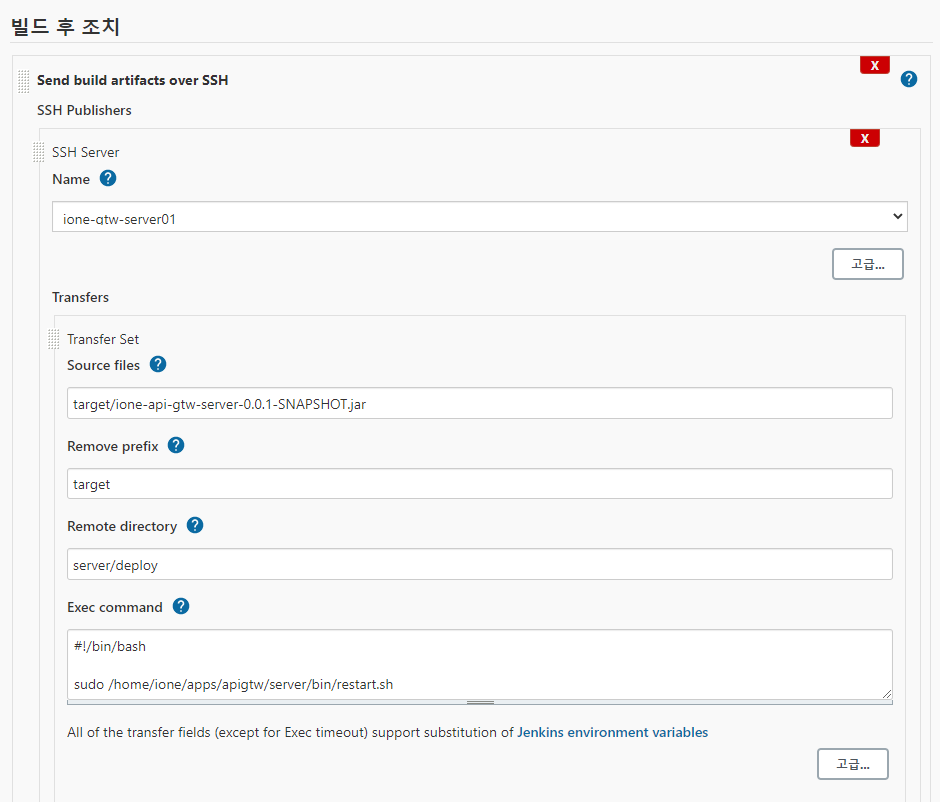 빌드 후 조치
X
Send build artifacts over SSH
?
SSH Publishers
X
SSH Server
Name ?
ione-gtw-server01
고급...
Transfers
Transfer Set
Source files ?
target/ione-api-gtw-server-0.0.1-SNAPSHOT.jar
Remove prefix ?
target
Remote directory ?
server/deploy
Exec command ?
#!/bin/bash
sudo /home/ione/apps/apigtw/server/bin/restart.sh
All of the transfer fields (except for Exec timeout) support substitution of Jenkins environment variables
고급...